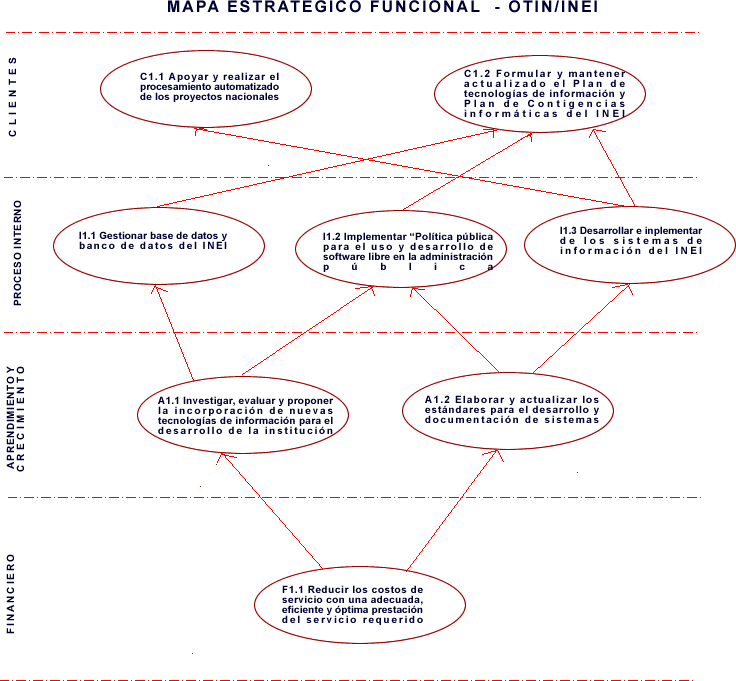 MAPA ESTRATEGICO FUNCIONAL - OTIN/INEI
CLIENTES
C1.1 Apoyar y realizar el
procesamiento automatizado
de los proyectos nacionales
C1.2 Formular y mantener
actualizado el Plan de
tecnologías de información y
Plan de Contigencias
informáticas del INEI
PROCESO INTERNO
I1.1 Gestionar base de datos y
banco de datos del INEI
I1.2 Implementar “Política pública
para el uso y desarrollo de
software libre en la administración
pública
I1.3 Desarrollar e inplementar
de los sistemas de
información del INEI
APRENDIMIENTO Y
CRECIMIENTO
A1.1 Investigar, evaluar y proponer
la incorporación de nuevas
tecnologías de información para el
desarrollo de la institución
A1.2 Elaborar y actualizar los
estándares para el desarrollo y
documentación de sistemas
FINANCIERO
F1.1 Reducir los costos de
servicio con una adecuada,
eficiente y óptima prestación
del servicio requerido